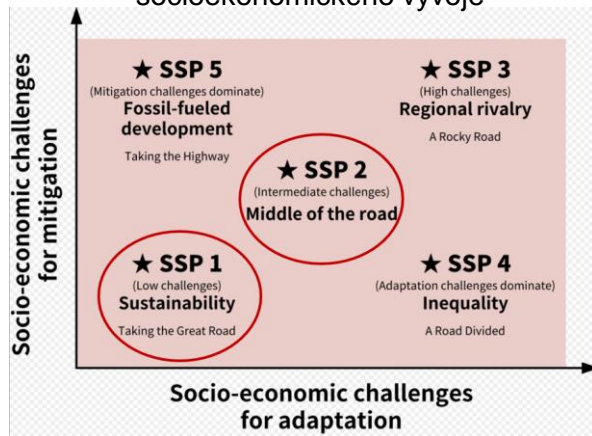 socioekonomického vývoje
Socio-economic challenges
for mitigation
★ SSP 5
(Mitigation challenges dominate)
Fossil-fueled
development
Taking the Highway
★ SSP 3
(High challenges)
Regional rivalry
A Rocky Road
★ SSP 2
(Intermediate challenges)
Middle of the road
★ SSP 1
(Low challenges)
Sustainability
Taking the Great Road
★ SSP 4
(Adaptation challenges dominate)
Inequality
A Road Divided
Socio-economic challenges
for adaptation